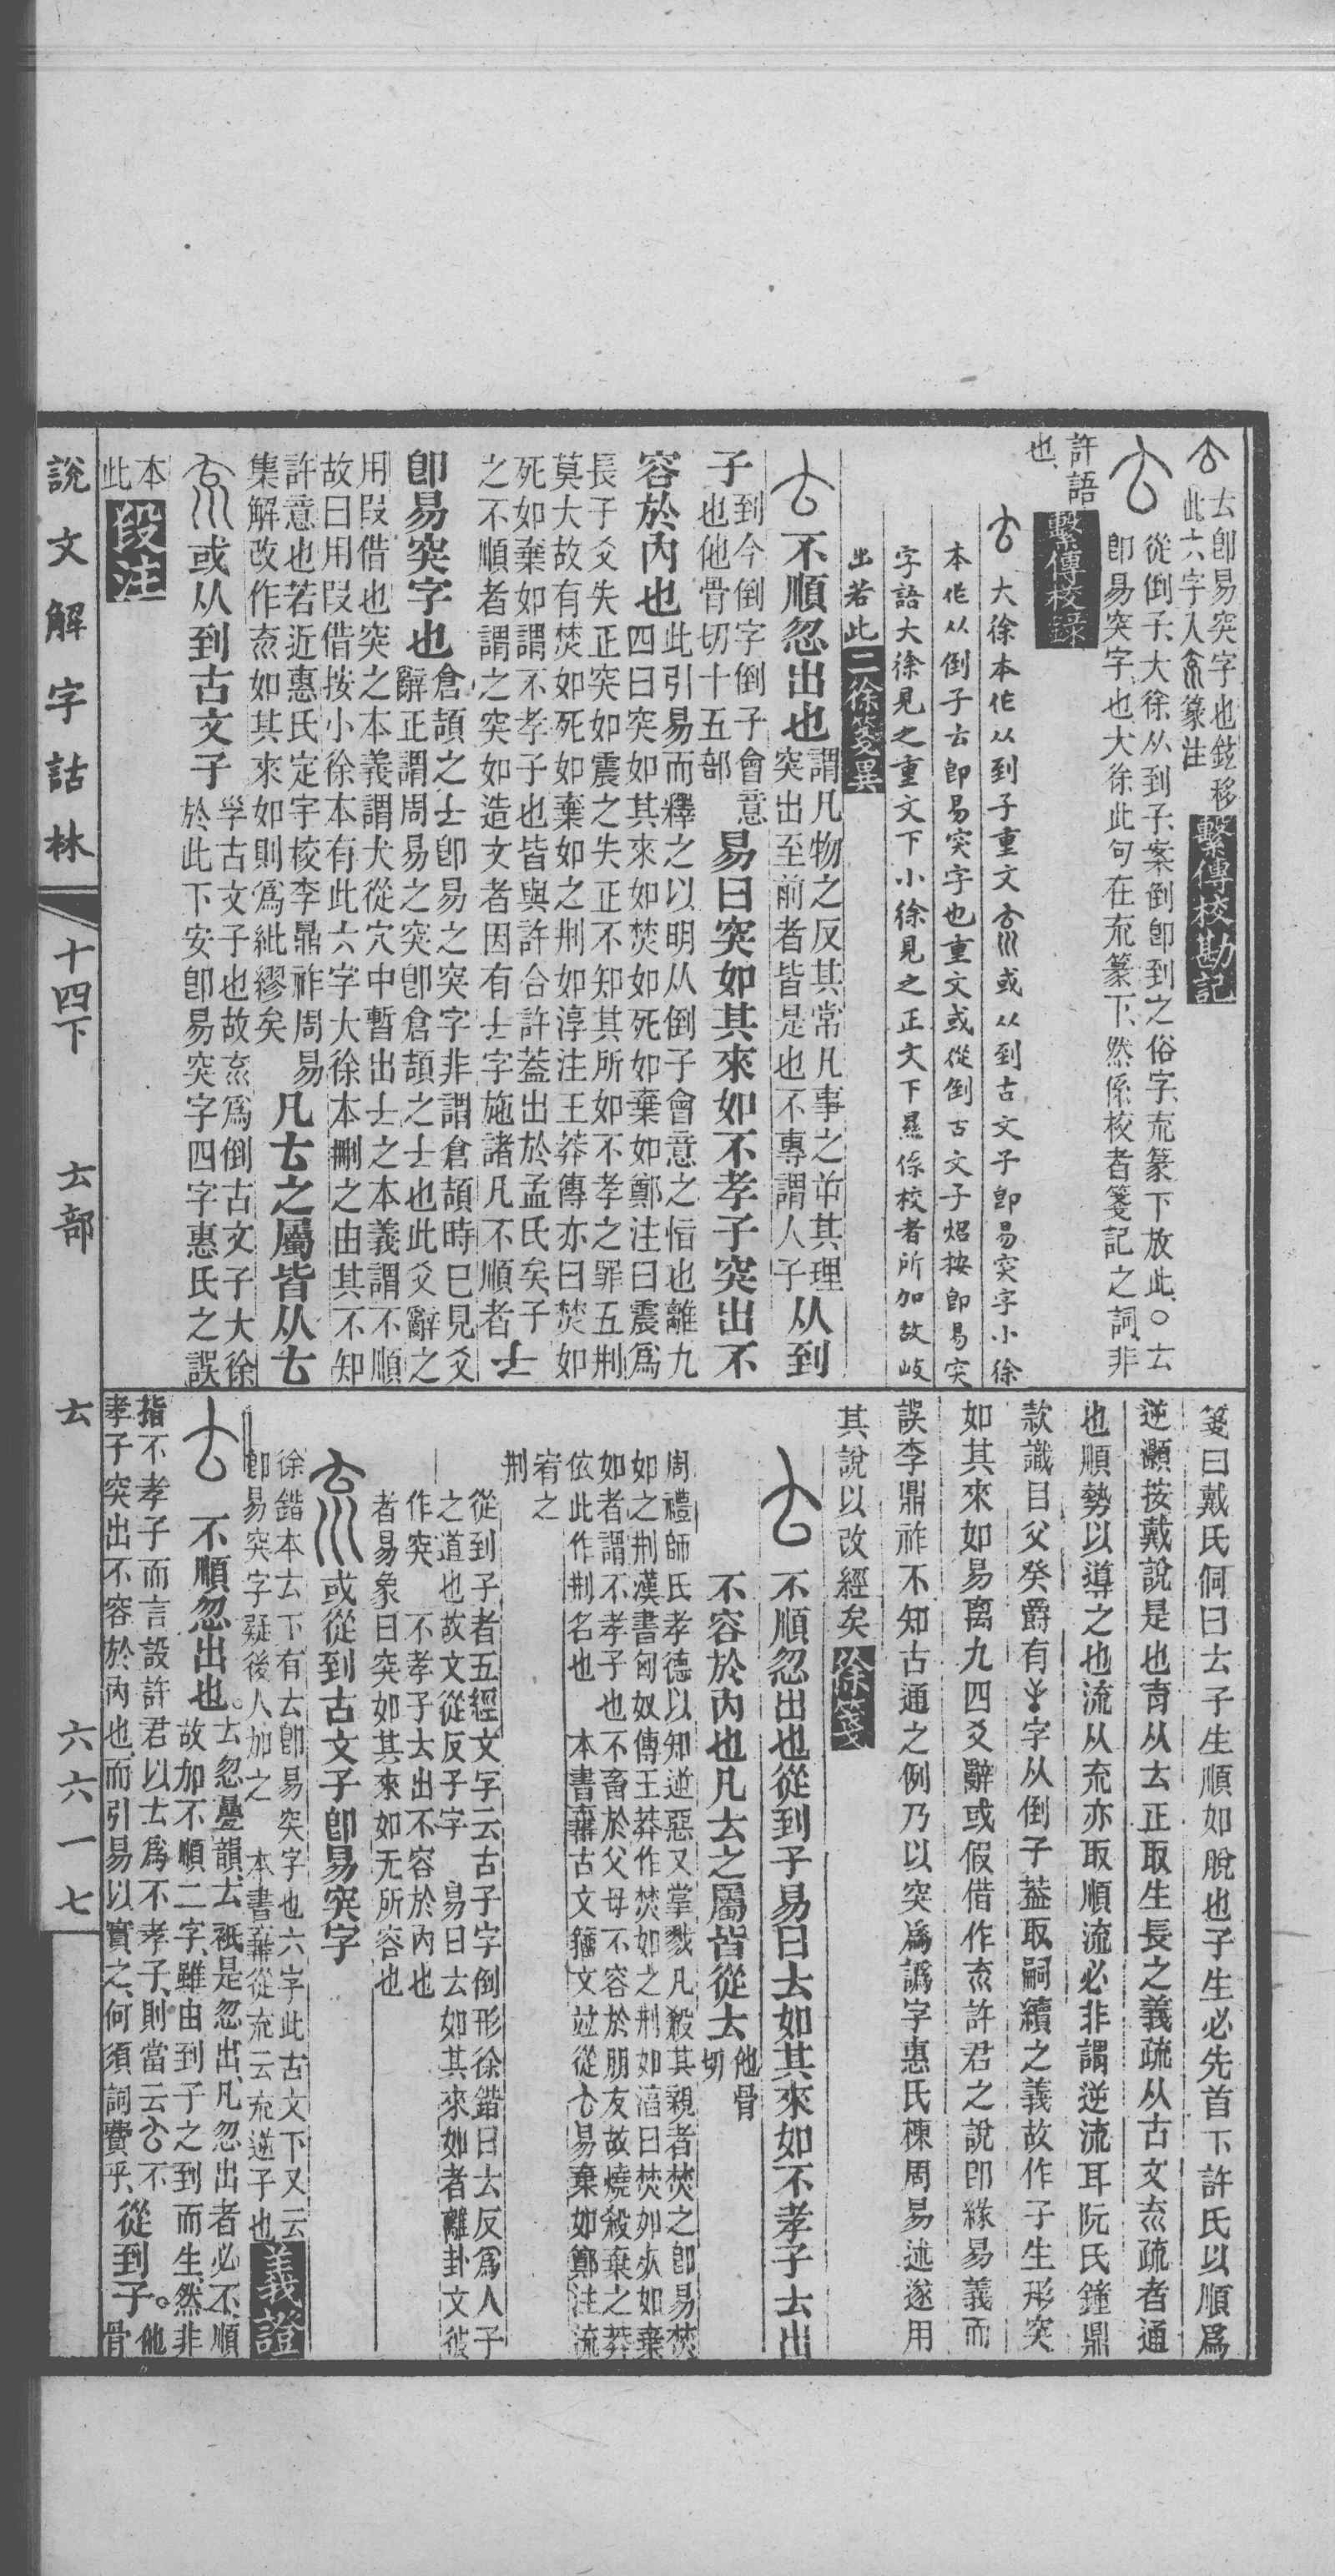 𠫓卽易突字也鉉移
此六字入㐬篆注
繫傳校勘記
從倒子、大徐从到子、案倒卽到之俗字、㐬篆下放此、○𠫓
卽易突字也、大徐此句在㐬篆下、然係校者箋記之詞、非
許語
也、
繫傳校錄
大徐本作从到子重文𠫓或从到古文子卽易突字小徐
本作从倒子𠫓卽易突字也重文或從倒古文子炤按卽易突
字語大徐見之重文下小徐見之正文下㬎係校者所加故歧
出若此
二徐箋異
不順忽出也
謂凡物之反其常凡事之屰其理
突出至前者皆是也不專謂人子
从到
子
到今倒字倒子會意
也他骨切十五部
易曰突如其來如不孝子突出不
容於內也
此引易而釋之以明从倒子會意之恉也離九
四曰突如其來如焚如死如棄如鄭注曰震爲
長子爻失正突如震之失正不知其所如不孝之罪五刑
莫大故有焚如死如棄如之刑如淳注王莽傳亦曰焚如
死如棄如謂不孝子也皆與許合許葢出於孟氏矣子
之不順者謂之突如造文者因有𠫓字施諸凡不順者
𠫓
卽易突字也
倉頡之𠫓卽易之突字非謂倉頡時已見爻
辭正謂周易之突卽倉頡之𠫓也此爻辭之
用叚借也突之本義謂犬從穴中暫出𠫓之本義謂不順
故曰用叚借按小徐本有此六字大徐本刪之由其不知
許意也若近惠氏定宇校李鼎祚周易
集解改作㐬如其來如則爲紕繆矣
凡𠫓之屬皆从𠫓
㐬或从到古文子
㜽古文子也故㐬爲倒古文子大徐
於此下安卽易突字四字惠氏之誤
本
此
段注
箋曰戴氏侗曰𠫓子生順如脫也子生必先首下許氏以順爲
逆灝按戴說是也育从𠫓正取生長之義疏从古文㐬疏者通
也順勢以導之也流从㐬亦取順流必非謂逆流耳阮氏鐘鼎
款識目父癸爵有字从倒子葢取嗣續之義故作子生形突
如其來如易离九四爻辭或假借作㐬許君之說卽緣易義而
誤李鼎祚不知古通之例乃以突爲譌字惠氏棟周易述遂用
其說以改經矣
徐箋
不順忽出也從到子易曰𠫓如其來如不孝子𠫓出
不容於內也凡𠫓之屬皆從𠫓
他骨
切
周禮師氏孝德以知逆惡又掌戮凡殺其親者焚之卽易焚
如之刑漢書匈奴傳王莽作焚如之刑如淳曰焚如死如棄
如者謂不孝子也不畜於父母不容於朋友故燒殺棄之莽
依此作刑名也 本書棄古文籀文竝從𠫓易棄如鄭注流
宥之
刑
從到子者五經文字云古子字倒形徐鍇曰𠫓反爲人子
之道也故文從反子字 易曰𠫓如其來如者離卦文彼
作突 不孝子𠫓出不容於內也
者易象曰突如其來如无所容也
㐬或從到古文子卽易突字
徐鍇本𠫓下有𠫓卽易突字也六字此古文下又云
卽易突字疑後人加之 本書棄從㐬云㐬逆子也
義證
不順忽出也。
𠫓忽疊韻、𠫓祇是忽出、凡忽出者必不順
故加不順二字、雖由到子之到而生、然非
指不孝子而言設許君以𠫓爲不孝子、則當云𠫓不
孝子突出不容於內也、而引易以實之、何須詞費乎、
從到子。
他
骨
說文解字詁林
十四下
𠫓部
𠫓
六六一七